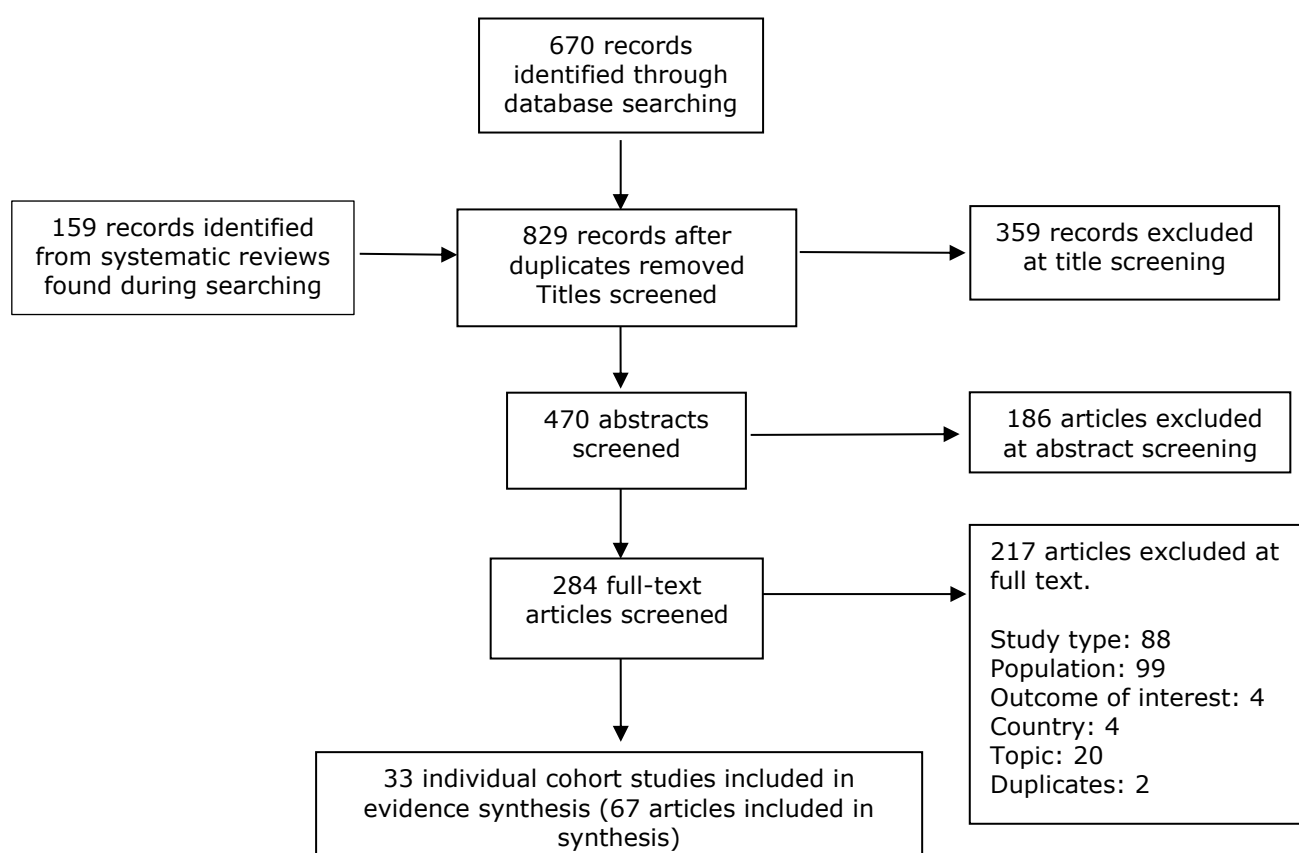 670 records
identified through
database searching
159 records identified
from systematic reviews
found during searching
829 records after
duplicates removed
Titles screened
359 records excluded
at title screening
470 abstracts
screened
186 articles excluded
at abstract screening
284 full-text
articles screened
217 articles excluded at
full text.
Study type: 88
Population: 99
Outcome of interest: 4
Country: 4
Topic: 20
Duplicates: 2
33 individual cohort studies included in
evidence synthesis (67 articles included in
synthesis)